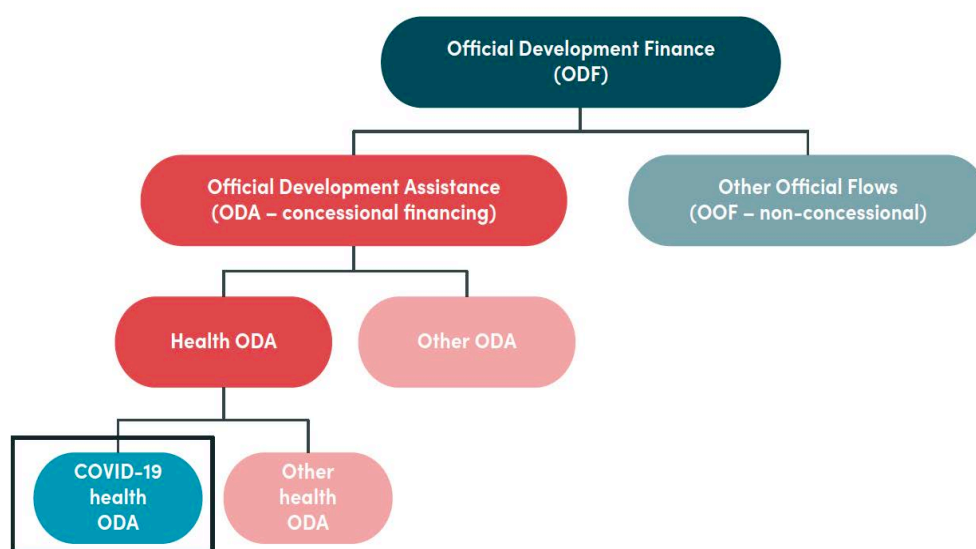 Official Development Finance
(ODF)
Official Development Assistance
(ODA – concessional financing)
Other Official Flows
(OOF – non-concessional)
Health ODA
Other ODA
COVID-19
health
ODA
Other
health
ODA